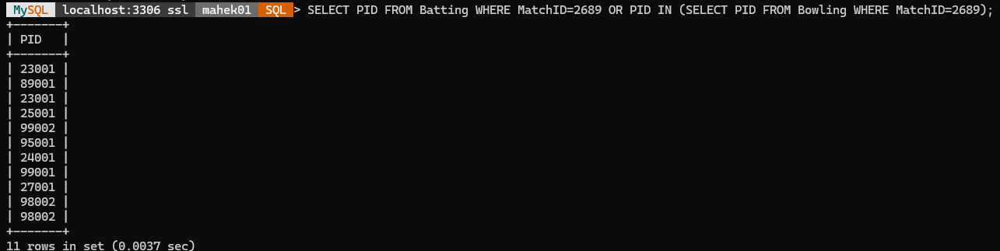 MySQL localhost:3306 ssl mahek01 SQL > SELECT PID FROM Batting WHERE MatchID=2689 OR PID IN (SELECT PID FROM Bowling WHERE MatchID=2689);
+-------+
| PID   |
+-------+
| 23001 |
| 89001 |
| 23001 |
| 25001 |
| 99002 |
| 95001 |
| 24001 |
| 99001 |
| 27001 |
| 98002 |
| 98002 |
+-------+
11 rows in set (0.0037 sec)